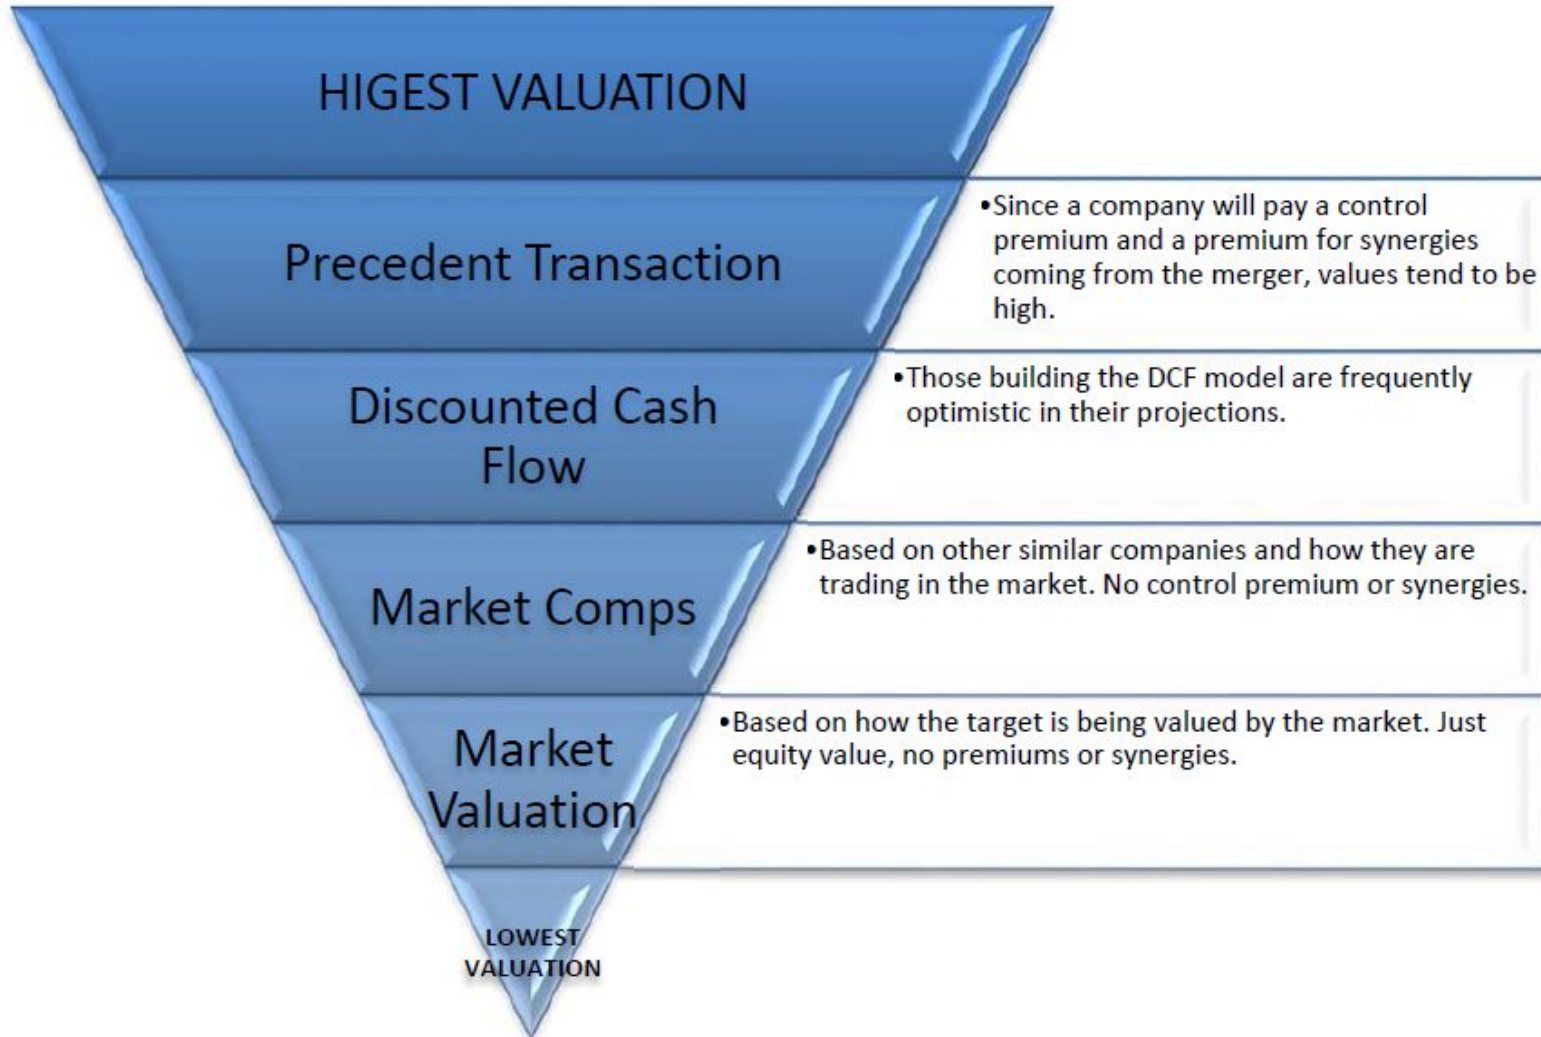 HIGEST VALUATION
Precedent Transaction
•Since a company will pay a control
premium and a premium for synergies
coming from the merger, values tend to be
high.
Discounted Cash
Flow
•Those building the DCF model are frequently
optimistic in their projections.
Market Comps
•Based on other similar companies and how they are
trading in the market. No control premium or synergies.
Market
Valuation
•Based on how the target is being valued by the market. Just
equity value, no premiums or synergies.
LOWEST
VALUATION